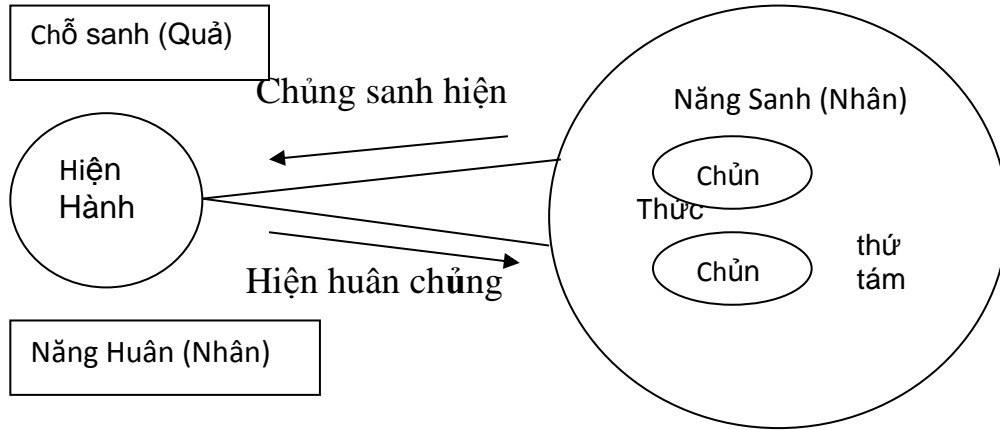 Chỗ sanh (Quả)
Chủng sanh hiện
Năng Sanh (Nhân)
Hiện
Hành
Chủn
Thức
Chủn
thứ
tám
Hiện huân chủng
Năng Huân (Nhân)